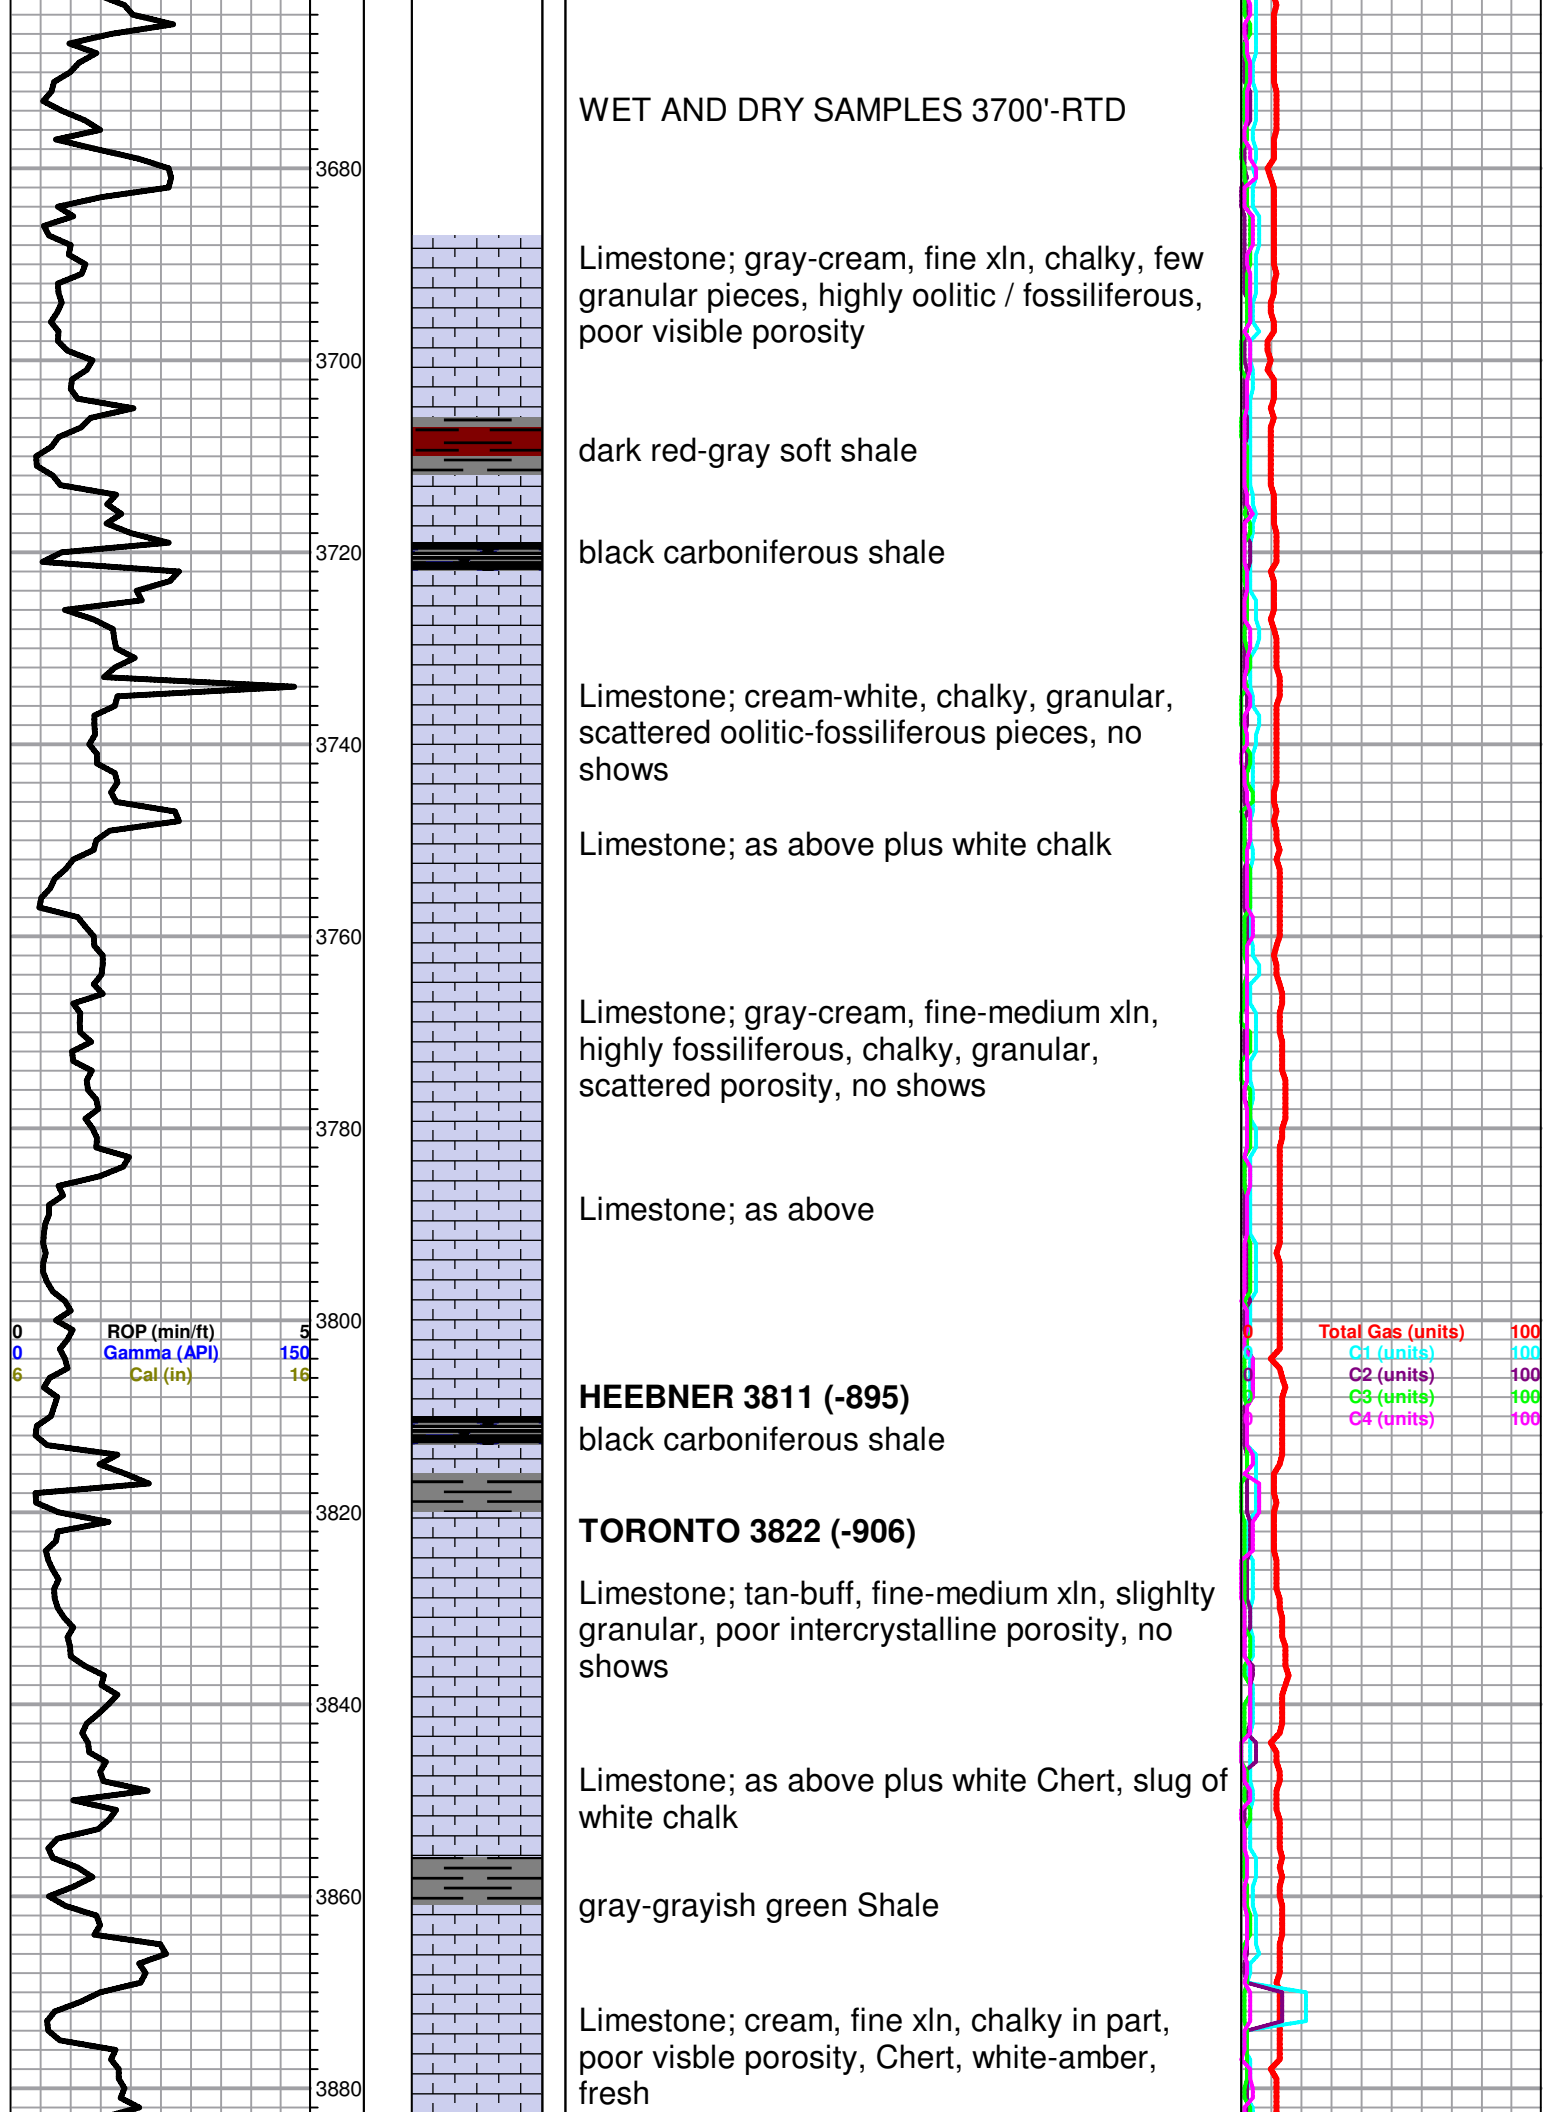 WET AND DRY SAMPLES 3700'-RTD
3680
Limestone; gray-cream, fine xln, chalky, few
granular pieces, highly oolitic / fossiliferous,
poor visible porosity
3700
dark red-gray soft shale
3720
black carboniferous shale
Limestone; cream-white, chalky, granular,
scattered oolitic-fossiliferous pieces, no
shows
3740
Limestone; as above plus white chalk
3760
Limestone; gray-cream, fine-medium xln,
highly fossiliferous, chalky, granular,
scattered porosity, no shows
3780
Limestone; as above
3800
0 ROP (min/ft) 5
0 Gamma (API) 150
6 Cal (in) 16
0 Total Gas (units) 100
C1 (units) 100
0 C2 (units) 100
C3 (units) 100
0 C4 (units) 100
HEEBNER 3811 (-895)
black carboniferous shale
3820
TORONTO 3822 (-906)
Limestone; tan-buff, fine-medium xln, slighlty
granular, poor intercrystalline porosity, no
shows
3840
Limestone; as above plus white Chert, slug of
white chalk
3860
gray-grayish green Shale
Limestone; cream, fine xln, chalky in part,
poor visble porosity, Chert, white-amber,
fresh
3880